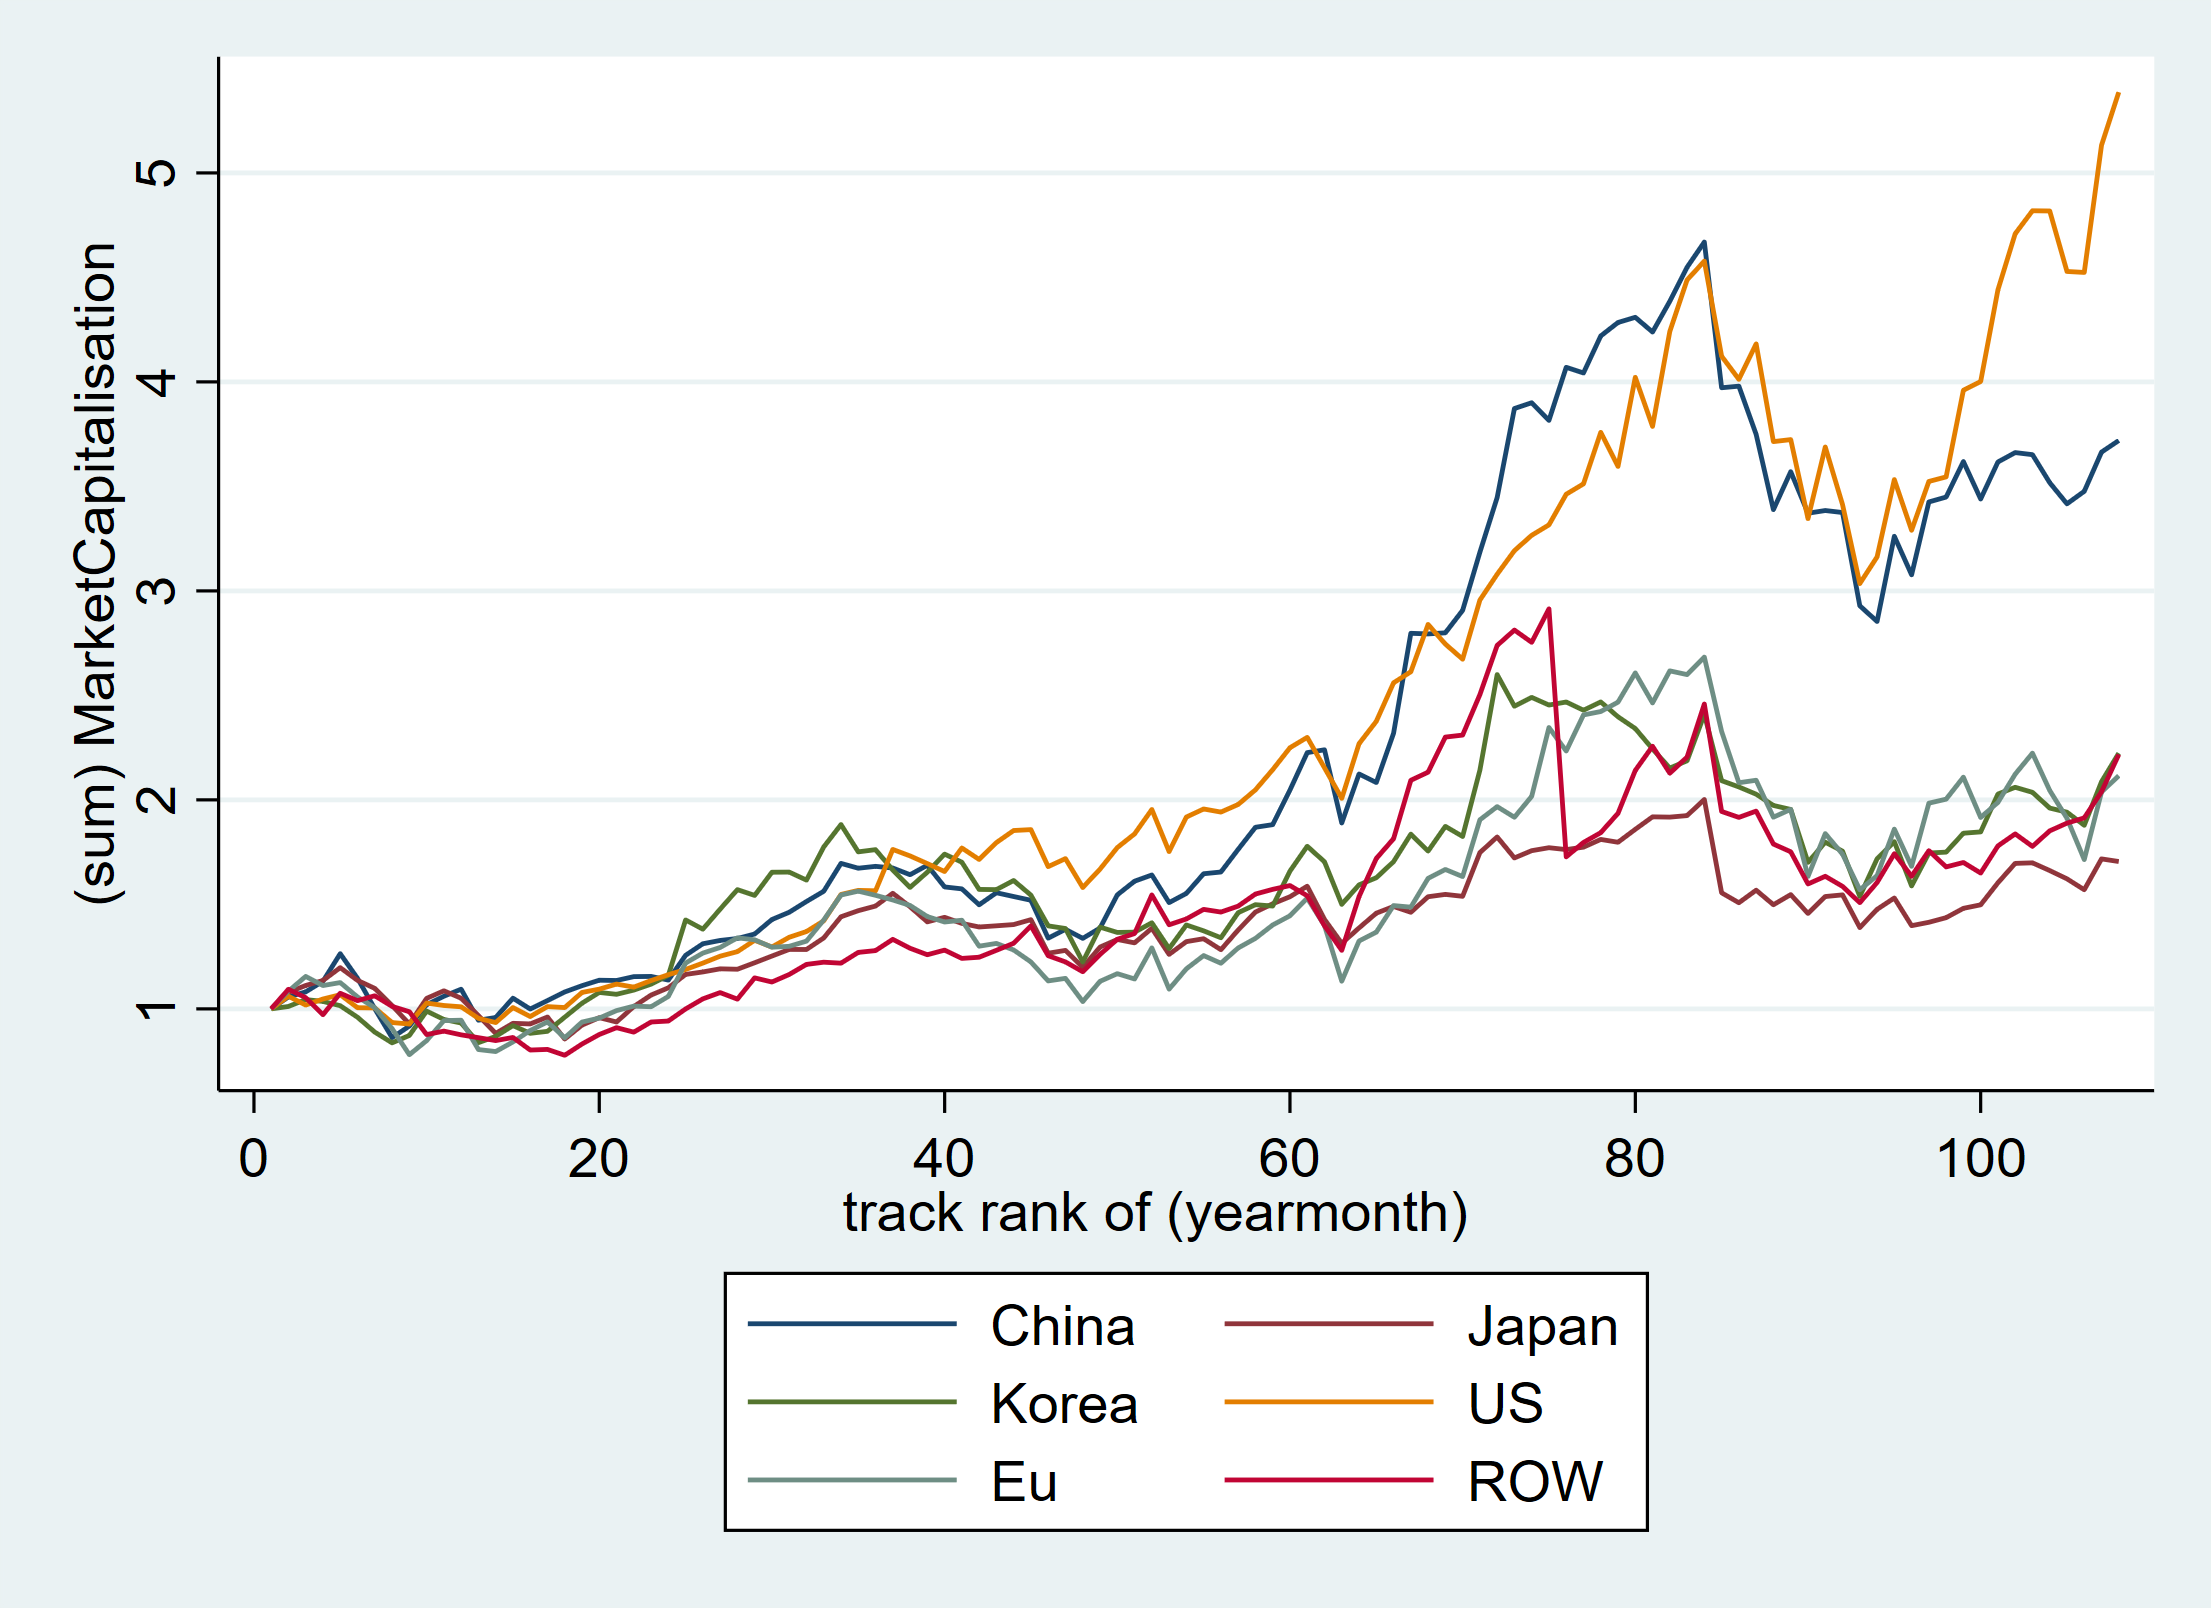 (sum) MarketCapitalisation
5
4
3
2
1
0 20 40 60 80 100
track rank of (yearmonth)
China Japan
Korea US
Eu ROW